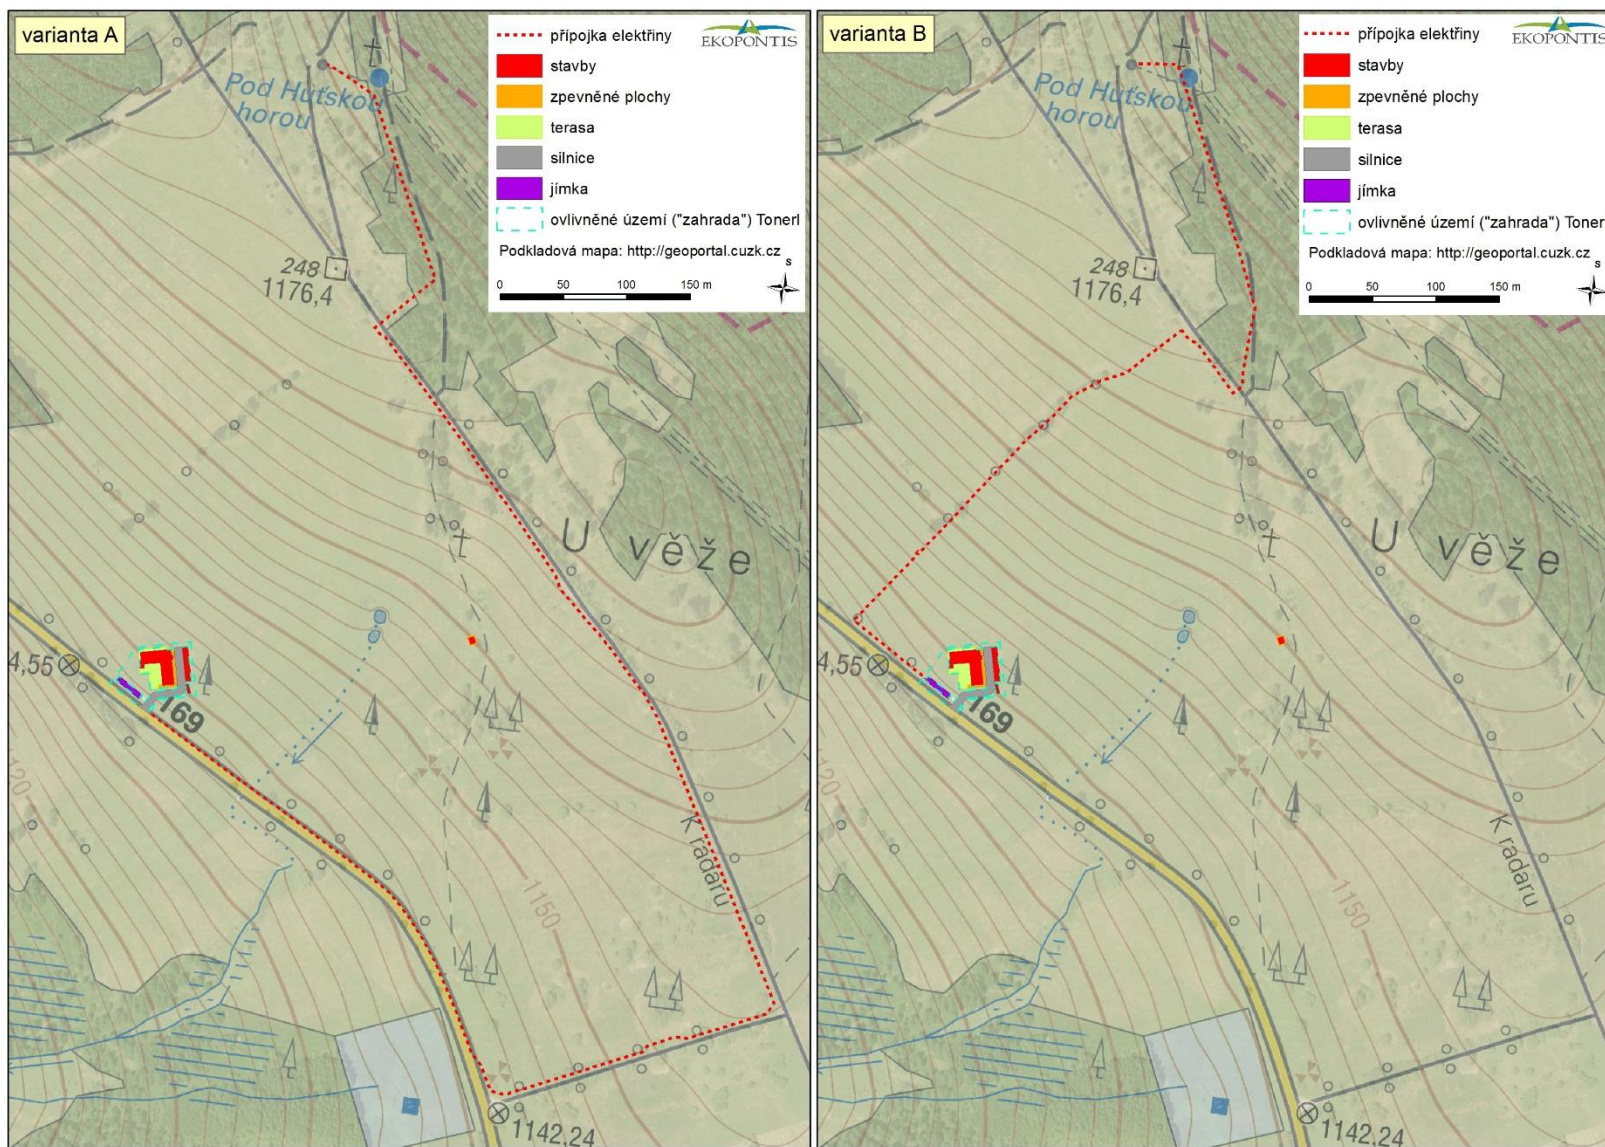 varianta A
přípojka elektřiny
EKOPONTIS
stavby
zpevněné plochy
terasa
silnice
jímka
ovlivněné území ("zahrada") Tonerl
Podkladová mapa: http://geoportal.cuzk.cz
S
0 50 100 150 m
Pod Huťskou
horou
248
1176,4
U věže
4,55
169
120
K radaru
1150
1142,24
varianta B
přípojka elektřiny
EKOPONTIS
stavby
zpevněné plochy
terasa
silnice
jímka
ovlivněné území ("zahrada") Toner
Podkladová mapa: http://geoportal.cuzk.cz
S
0 50 100 150 m
Pod Huťskou
horou
248
1176,4
U věže
4,55
169
120
K radaru
1150
1142,24